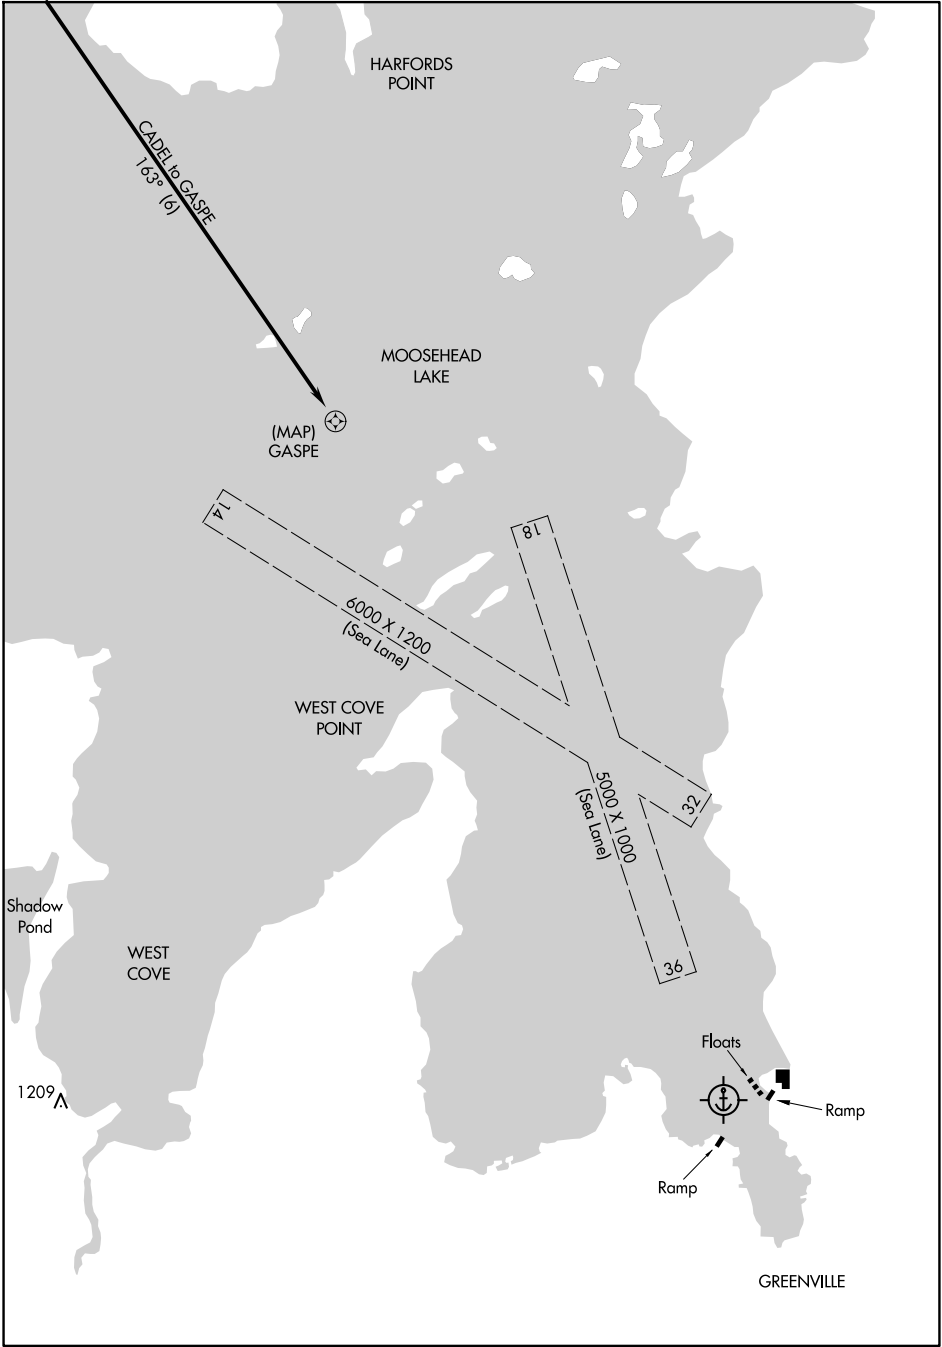 HARFORDS
POINT
CADEL to GASPE
163° (6)
MOOSEHEAD
LAKE
(MAP)
GASPE
14
18
6000 X 1200
(Sea Lane)
WEST COVE
POINT
5000 X 1000
(Sea Lane)
32
Shadow
Pond
WEST
COVE
36
Floats
1209
Ramp
Ramp
GREENVILLE